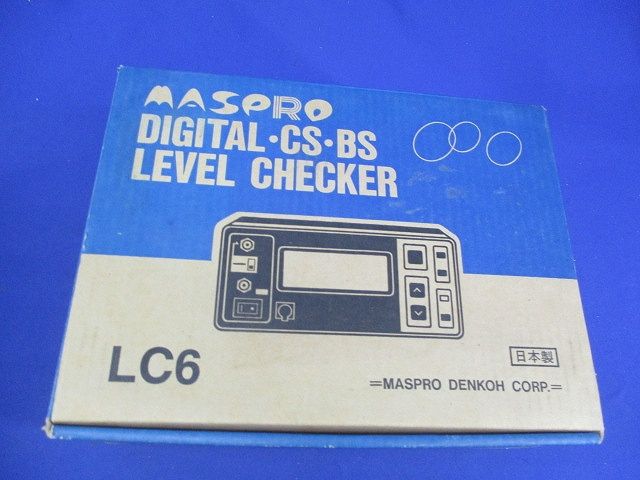 MASPRO
DIGITAL・CS・BS
LEVEL CHECKER
LC6
日本製
=MASPRO DENKOH CORP.=